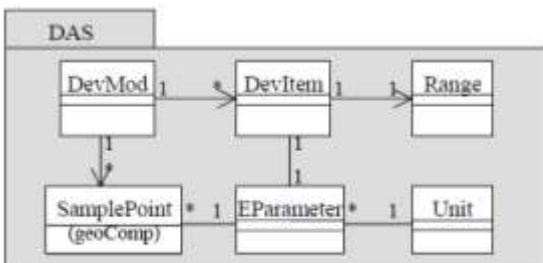 DAS
DevMod 1 * DevItem 1 1 Range
1 1
* 1
SamplePoint * 1 EParameter * 1 Unit
(geoComp)